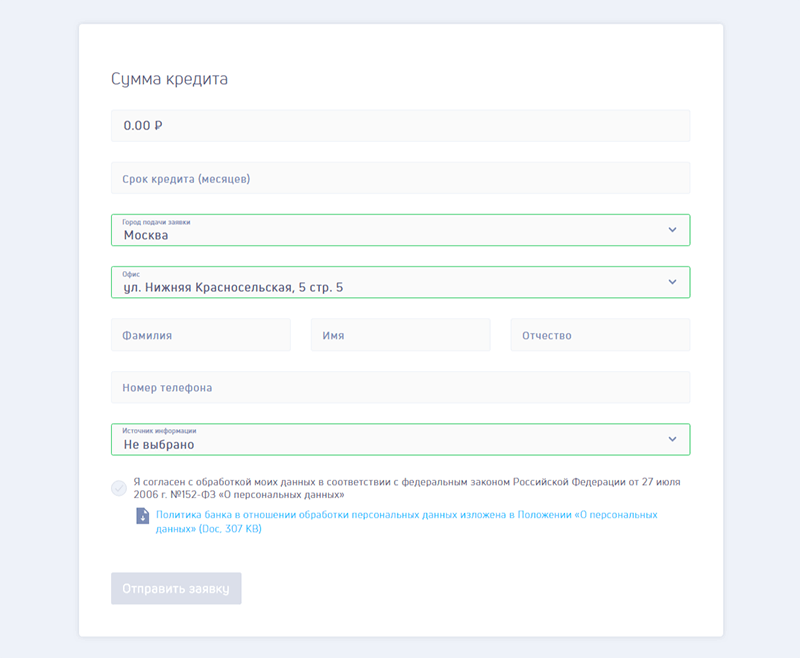 Сумма кредита
0.00 ₽
Срок кредита (месяцев)
Город подачи заявки
Москва
Офис
ул. Нижняя Красносельская, 5 стр. 5
Фамилия
Имя
Отчество
Номер телефона
Источник информации
Не выбрано
Я согласен с обработкой моих данных в соответствии с федеральным законом Российской Федерации от 27 июля
2006 г. №152-ФЗ «О персональных данных»
Политика банка в отношении обработки персональных данных изложена в Положении «О персональных
данных» (Doc, 307 KB)
Отправить заявку